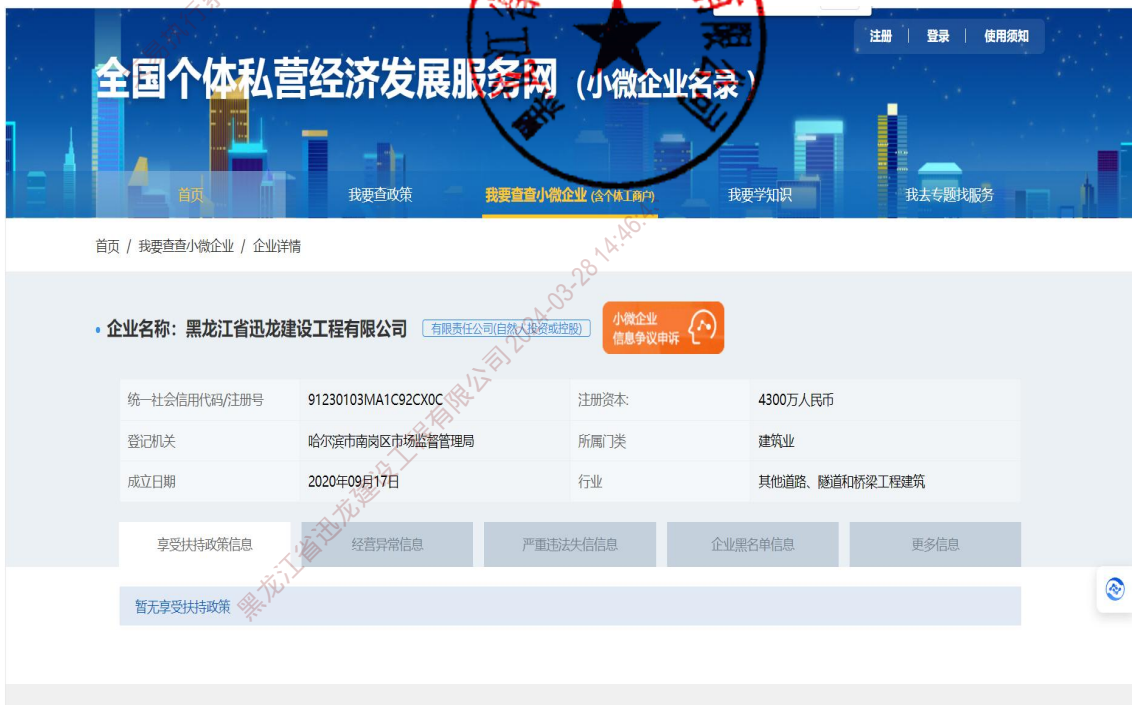 注册 | 登录 | 使用须知
全国个体私营经济发展服务网 (小微企业名录)
首页 我要查政策 我要查查小微企业 (含个体工商户) 我要学知识 我去专题找服务
首页 / 我要查查小微企业 / 企业详情
• 企业名称：黑龙江省迅龙建设工程有限公司 有限责任公司(自然人投资或控股) 小微企业
信息争议申诉
统一社会信用代码/注册号 91230103MA1C92CX0C 注册资本: 4300万人民币
登记机关 哈尔滨市南岗区市场监督管理局 所属门类 建筑业
成立日期 2020年09月17日 行业 其他道路、隧道和桥梁工程建筑
享受扶持政策信息 经营异常信息 严重违法失信信息 企业黑名单信息 更多信息
暂无享受扶持政策
黑龙江省迅龙建设工程有限公司 2024-03-28 14:46: